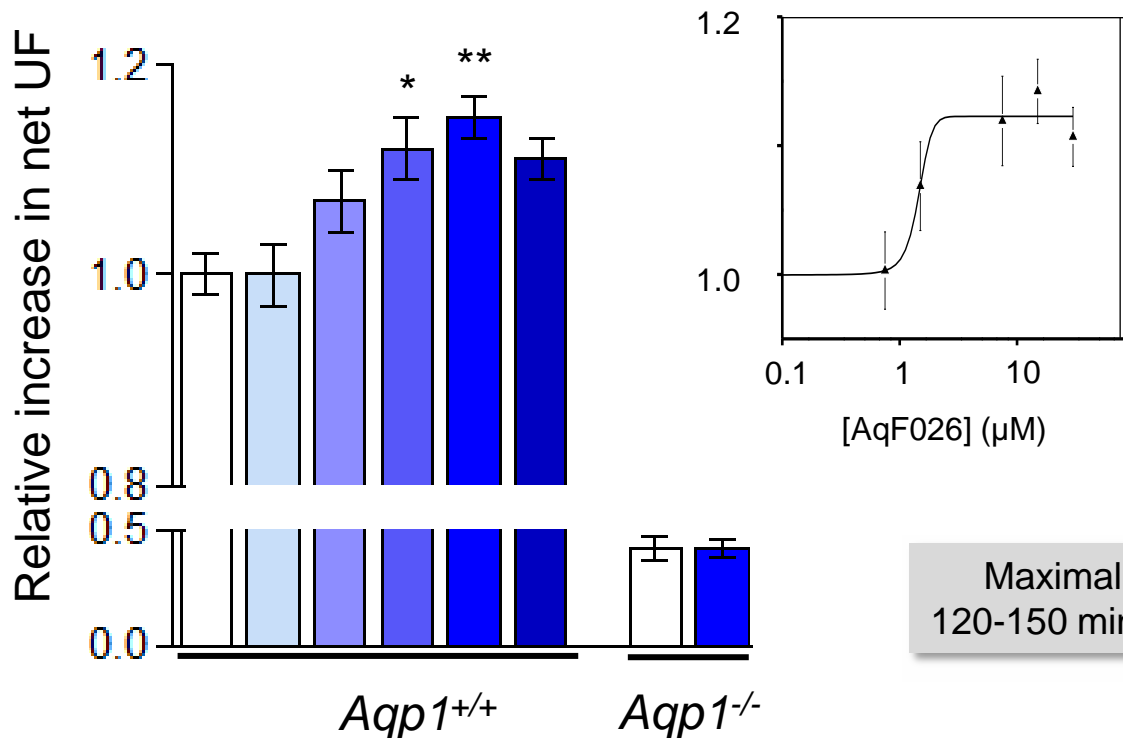 Relative increase in net UF
1.2
1.0
0.8
0.5
0.0
*
**
Aqp1+/+
Aqp1-/-
1.2
1.0
0.1
1
10
[AqF026] (µM)
Maximal
120-150 min